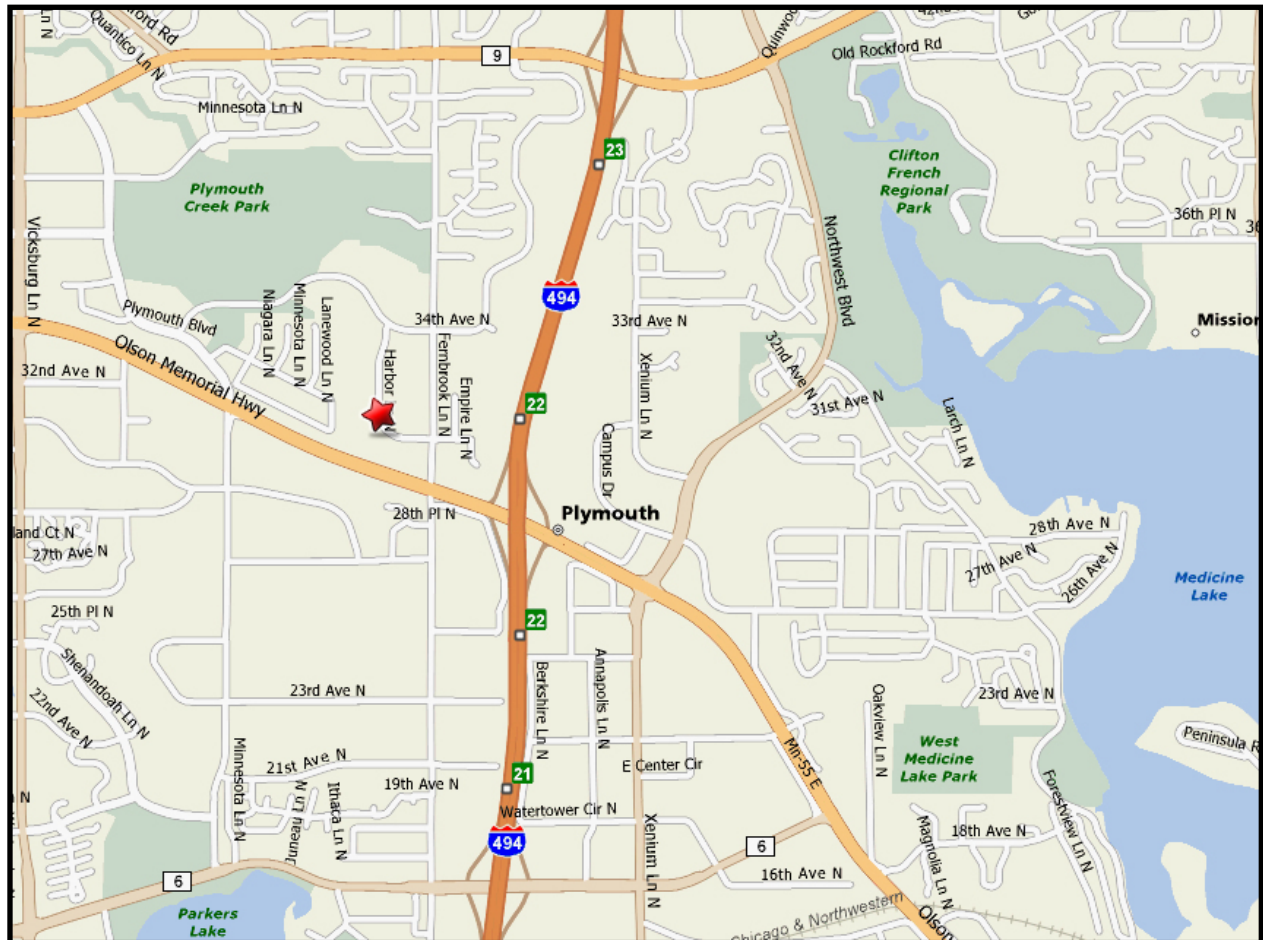 ford Rd
Quantico Ln N
9
Quinwoo
Old Rockford Rd
Minnesota Ln N
23
Clifton
French
Regional
Park
Plymouth
Creek Park
Vicksburg Ln N
36th Pl N
36
Northwest Blvd
494
Plymouth Blvd
Niagara Ln N
Minnesota Ln N
Lanewood Ln N
34th Ave N
33rd Ave N
Mission
Olson Memorial Hwy
32nd Ave N
Harbor
N
Fernbrook Ln N
Empire Ln N
Xenium Ln N
32nd Ave N
31st Ave N
Larch Ln N
22
Campus Dr
28th Pl N
Plymouth
land Ct N
27th Ave N
28th Ave N
27th Ave N
26th Ave N
Medicine
Lake
25th Pl N
22
Shenandoah Ln N
22nd Ave N
23rd Ave N
Berkshire Ln N
Annapolis Ln N
23rd Ave N
Oakview Ln N
West
Medicine
Lake Park
Peninsula R
Minnesota Ln N
21st Ave N
19th Ave N
Ithaca Ln N
21
E Center Cir
Mn-55 E
Forestview Ln N
N
Watertower Cir N
494
Xenium Ln N
6
18th Ave N
Magnolia Ln N
6
16th Ave N
Parkers
Lake
Chicago & Northwestern
Olson